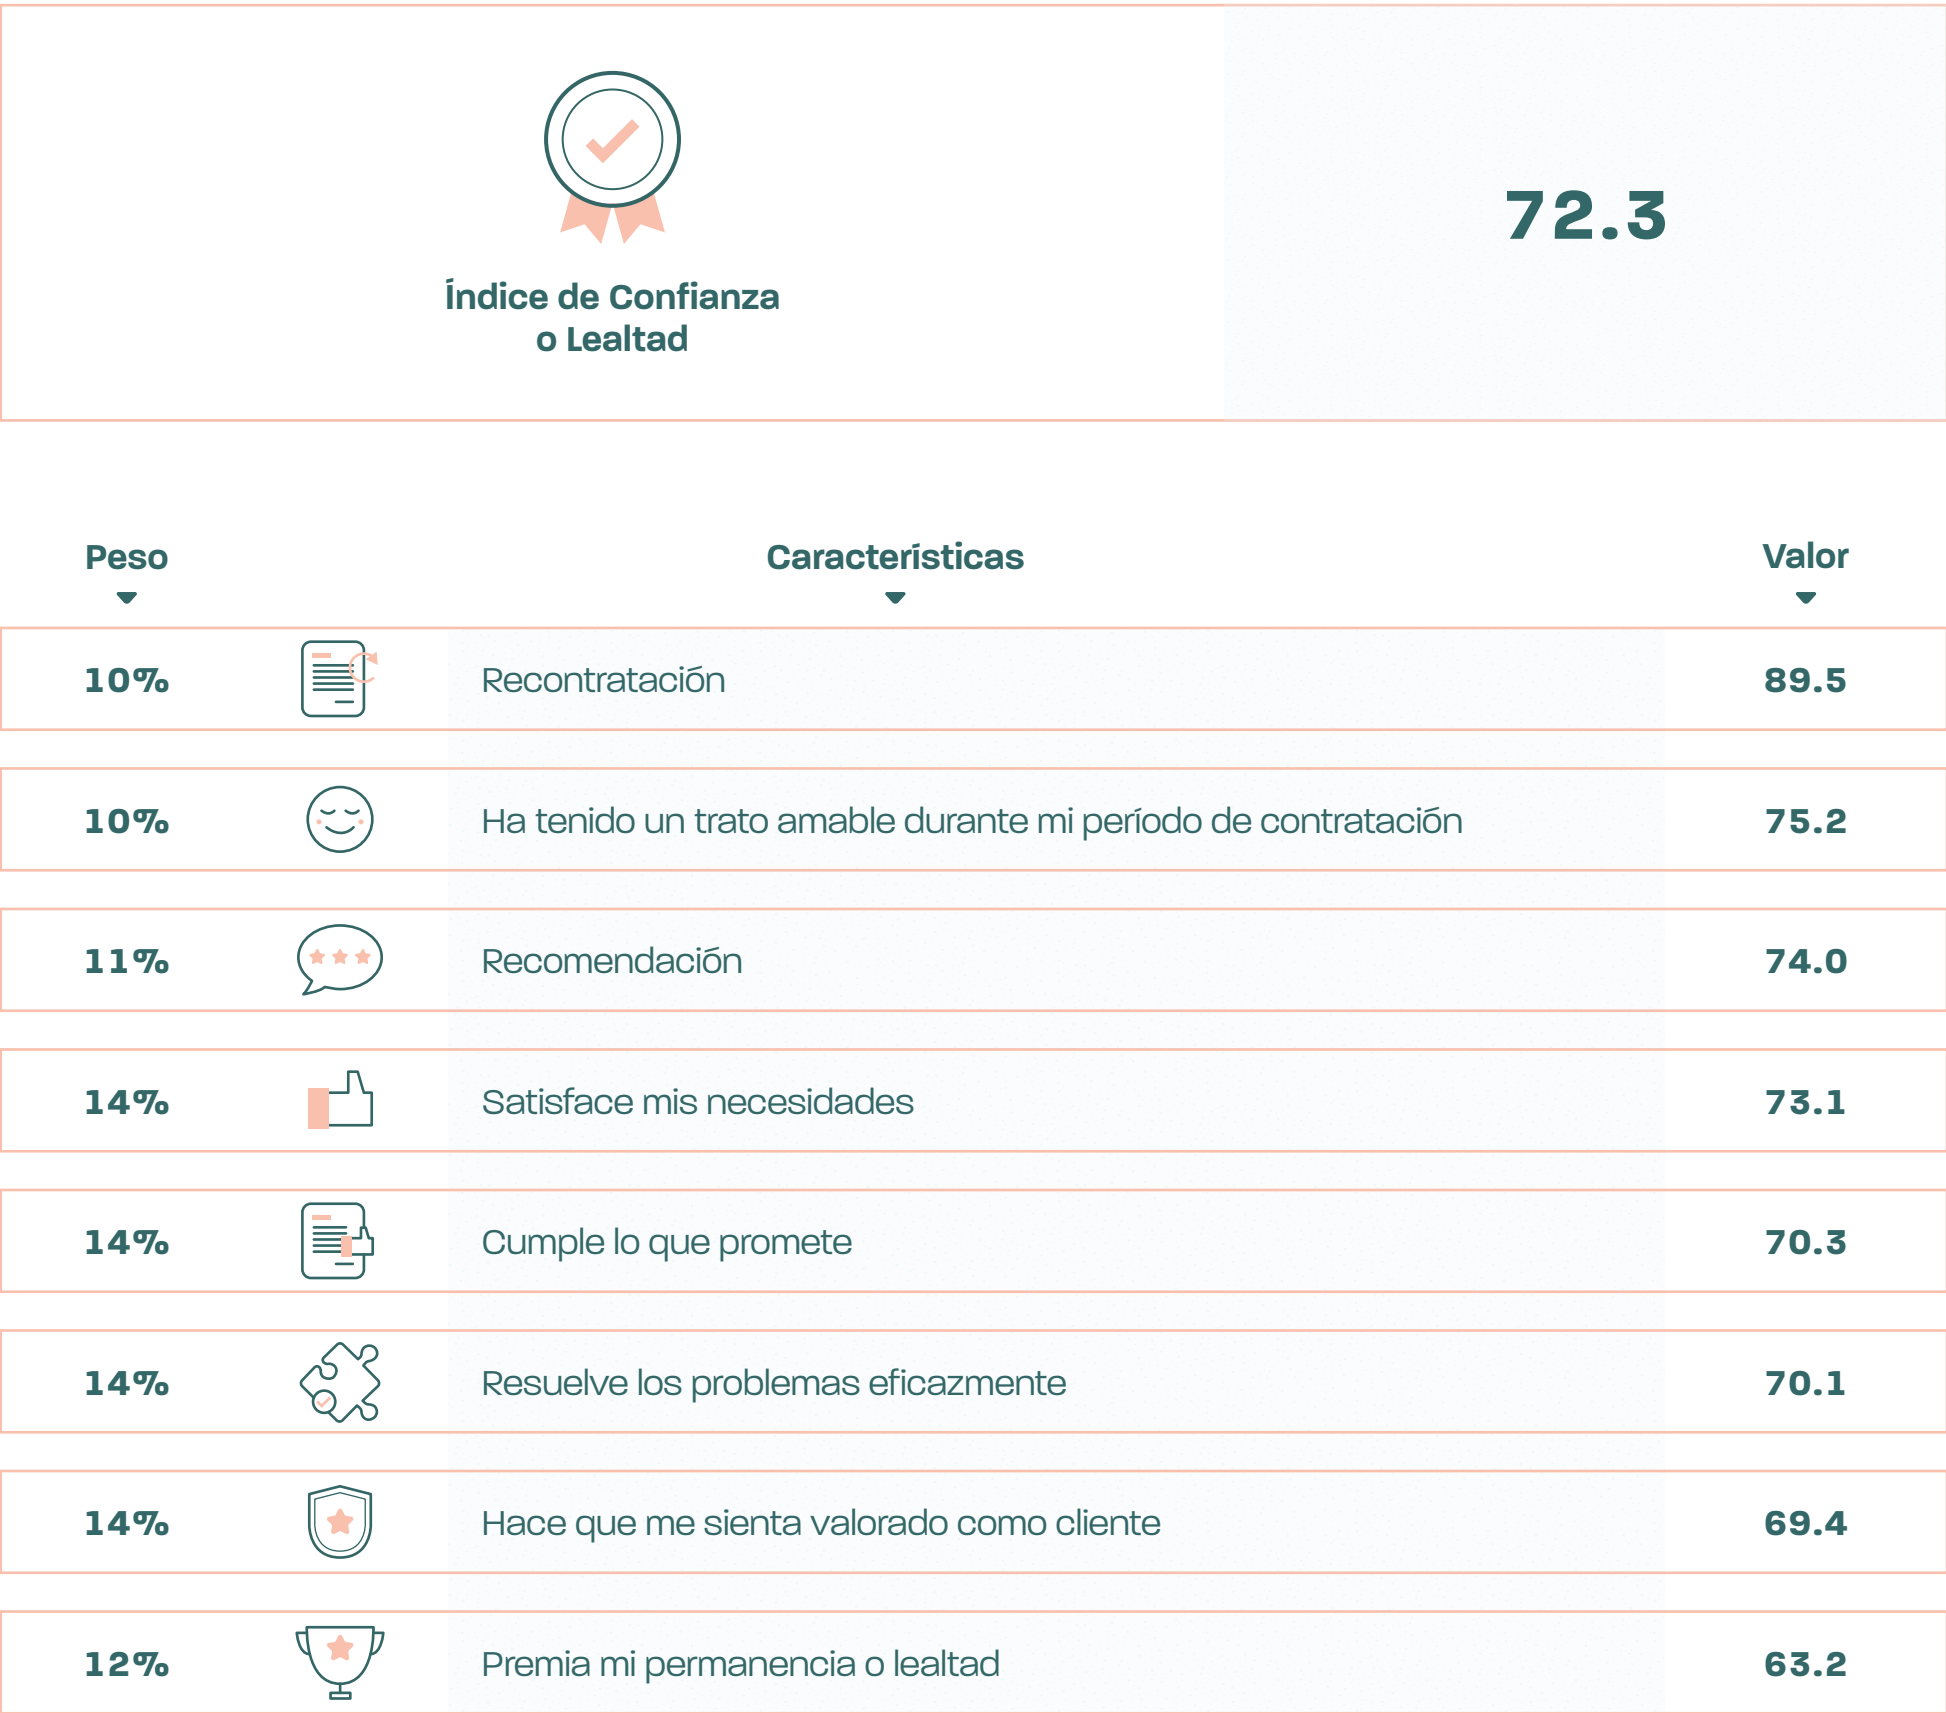 Índice de Confianza
o Lealtad
72.3
Peso Características Valor
10% Recontratación 89.5
10% Ha tenido un trato amable durante mi período de contratación 75.2
11% Recomendación 74.0
14% Satisface mis necesidades 73.1
14% Cumple lo que promete 70.3
14% Resuelve los problemas eficazmente 70.1
14% Hace que me sienta valorado como cliente 69.4
12% Premia mi permanencia o lealtad 63.2